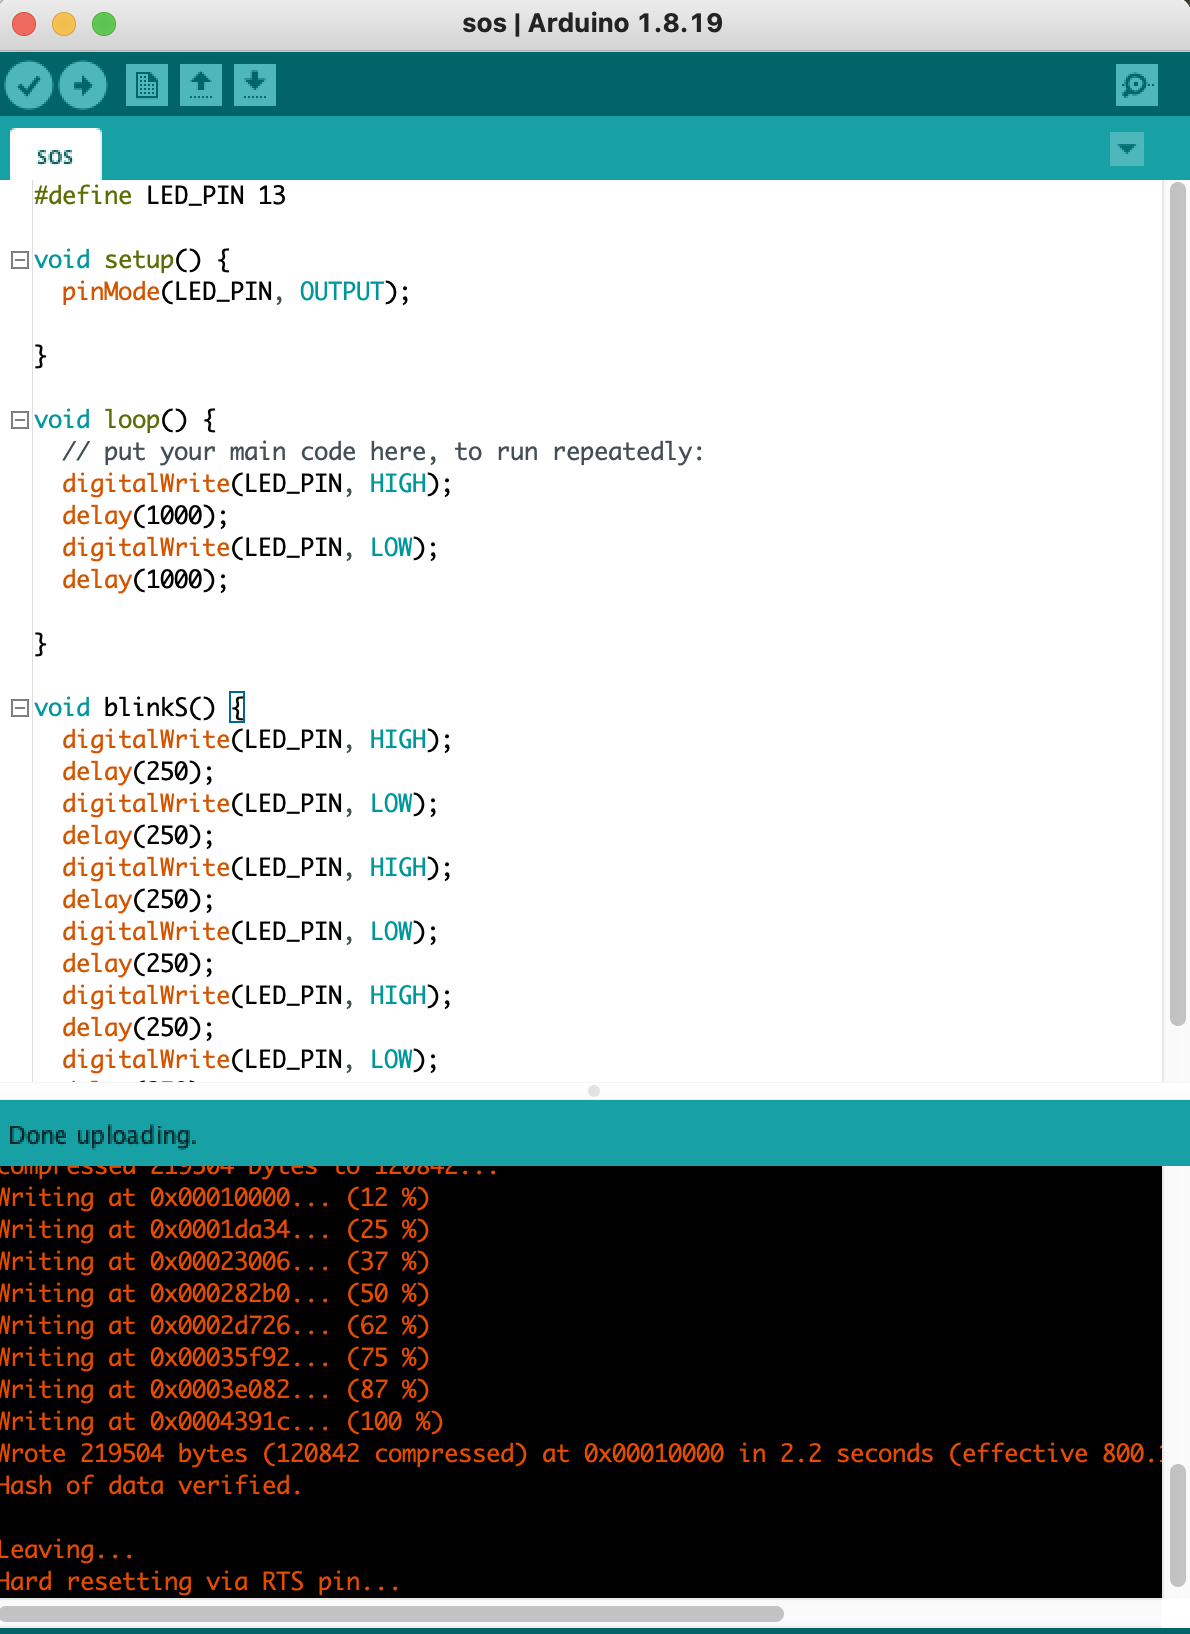 sos | Arduino 1.8.19
sos
#define LED_PIN 13
void setup() {
pinMode(LED_PIN, OUTPUT);
}
void loop() {
// put your main code here, to run repeatedly:
digitalWrite(LED_PIN, HIGH);
delay(1000);
digitalWrite(LED_PIN, LOW);
delay(1000);
}
void blinkS() {
digitalWrite(LED_PIN, HIGH);
delay(250);
digitalWrite(LED_PIN, LOW);
delay(250);
digitalWrite(LED_PIN, HIGH);
delay(250);
digitalWrite(LED_PIN, LOW);
delay(250);
digitalWrite(LED_PIN, HIGH);
delay(250);
digitalWrite(LED_PIN, LOW);
Done uploading.
Compressed 219504 bytes to 120842...
Writing at 0x00010000... (12 %)
Writing at 0x0001da34... (25 %)
Writing at 0x00023006... (37 %)
Writing at 0x000282b0... (50 %)
Writing at 0x0002d726... (62 %)
Writing at 0x00035f92... (75 %)
Writing at 0x0003e082... (87 %)
Writing at 0x0004391c... (100 %)
Wrote 219504 bytes (120842 compressed) at 0x00010000 in 2.2 seconds (effective 800.
Hash of data verified.
Leaving...
Hard resetting via RTS pin...